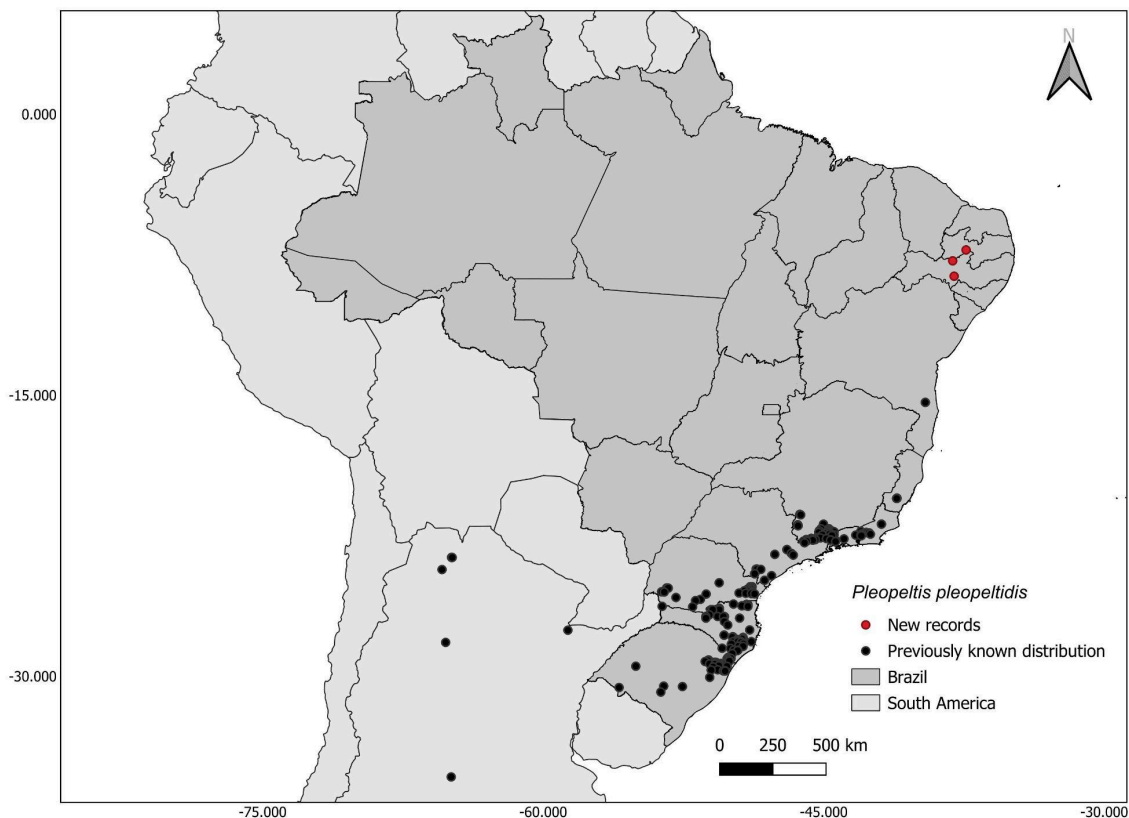 N
0.000
-15.000
-30.000
Pleopeltis pleopeltidis
New records
Previously known distribution
Brazil
South America
0 250 500 km
-75.000 -60.000 -45.000 -30.000